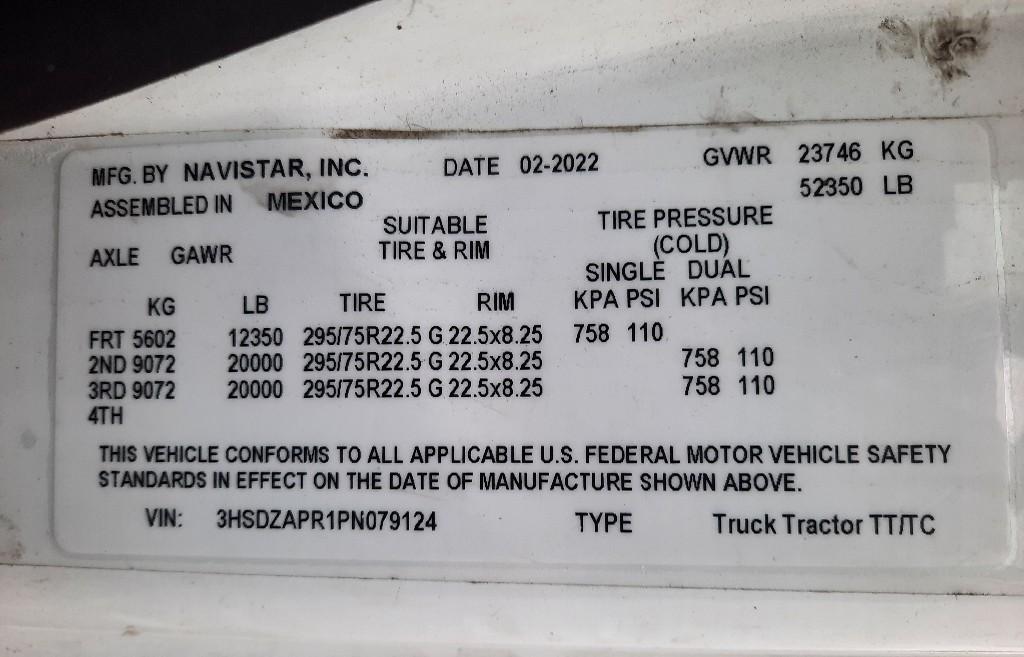 MFG. BY NAVISTAR, INC. DATE 02-2022 GVWR 23746 KG
ASSEMBLED IN MEXICO 52350 LB
SUITABLE TIRE PRESSURE
AXLE GAWR TIRE & RIM (COLD)
SINGLE DUAL
KG LB TIRE RIM KPA PSI KPA PSI
FRT 5602 12350 295/75R22.5 G 22.5x8.25 758 110
2ND 9072 20000 295/75R22.5 G 22.5x8.25 758 110
3RD 9072 20000 295/75R22.5 G 22.5x8.25 758 110
4TH
THIS VEHICLE CONFORMS TO ALL APPLICABLE U.S. FEDERAL MOTOR VEHICLE SAFETY
STANDARDS IN EFFECT ON THE DATE OF MANUFACTURE SHOWN ABOVE.
VIN: 3HSDZAPR1PN079124 TYPE Truck Tractor TT/TC